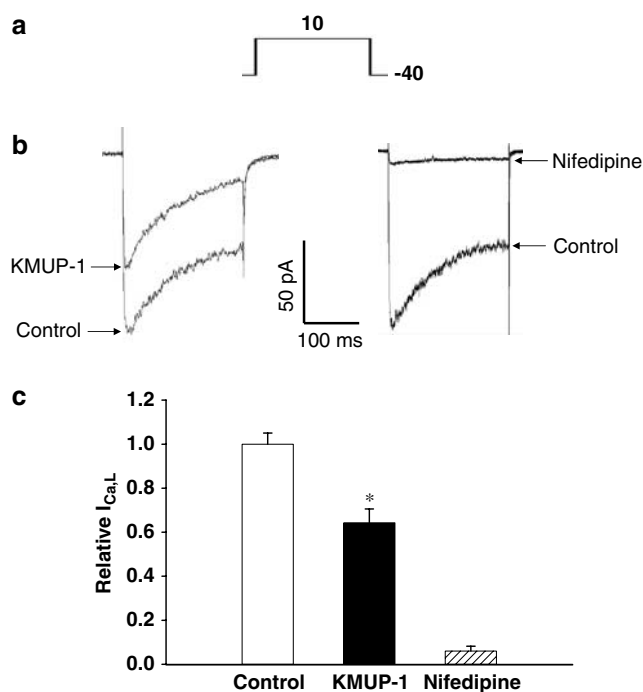 a
10
-40
b
Nifedipine
KMUP-1
Control
Control
50 pA
100 ms
c
Relative I_Ca,L
1.2
1.0
0.8
0.6
0.4
0.2
0.0
*
Control KMUP-1 Nifedipine